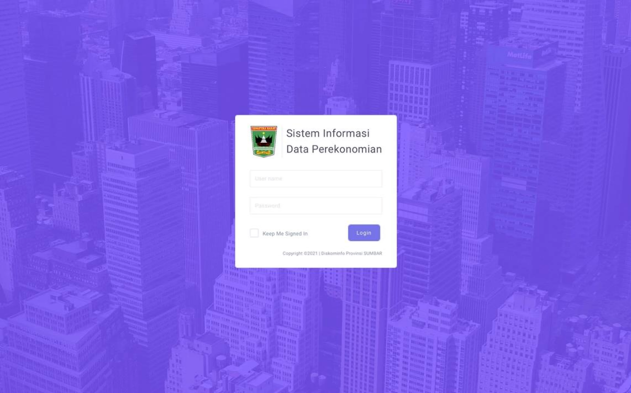 Sistem Informasi
Data Perekonomian
Username
Password
Keep Me Signed In
Login
Copyright ©2021 | Diskominfo Provinsi SUMBAR